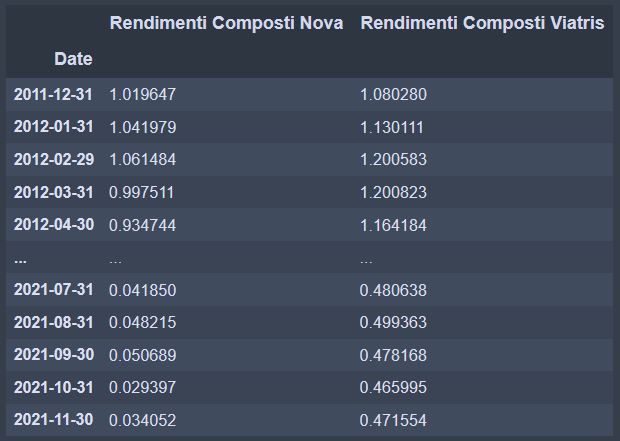 Rendimenti Composti Nova Rendimenti Composti Viatris
Date
2011-12-31 1.019647 1.080280
2012-01-31 1.041979 1.130111
2012-02-29 1.061484 1.200583
2012-03-31 0.997511 1.200823
2012-04-30 0.934744 1.164184
... ... ...
2021-07-31 0.041850 0.480638
2021-08-31 0.048215 0.499363
2021-09-30 0.050689 0.478168
2021-10-31 0.029397 0.465995
2021-11-30 0.034052 0.471554